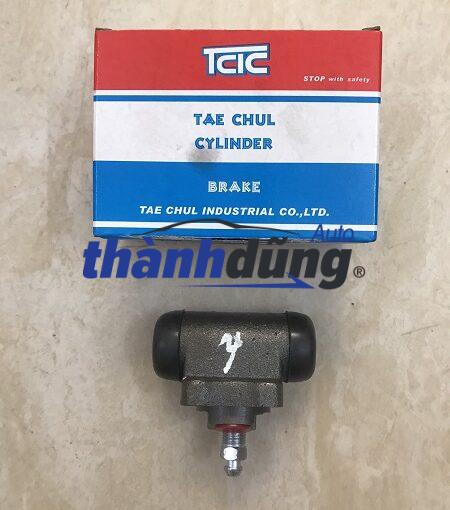 TCIC
STOP with safety
TAE CHUL
CYLINDER
BRAKE
TAE CHUL INDUSTRIAL CO.,LTD.
Auto
thànhdũng®
y